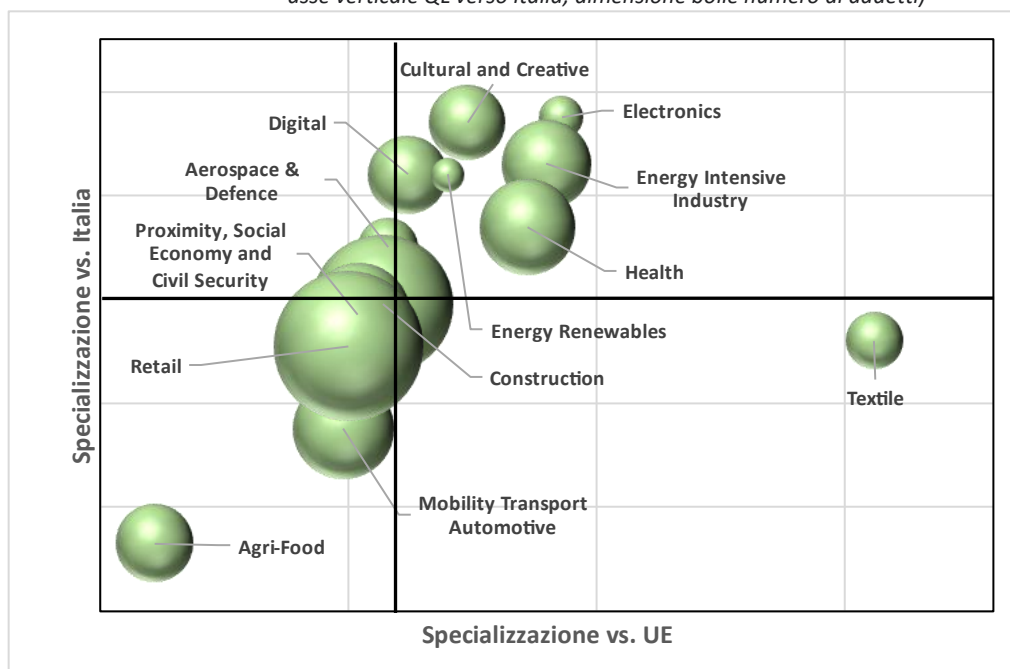 asse verticale QL verso Italia, dimensione bolle numero di addetti)
Cultural and Creative
Electronics
Digital
Aerospace &
Defence
Energy Intensive
Industry
Proximity, Social
Economy and
Civil Security
Health
Energy Renewables
Retail
Construction
Textile
Mobility Transport
Automotive
Agri-Food
Specializzazione vs. Italia
Specializzazione vs. UE